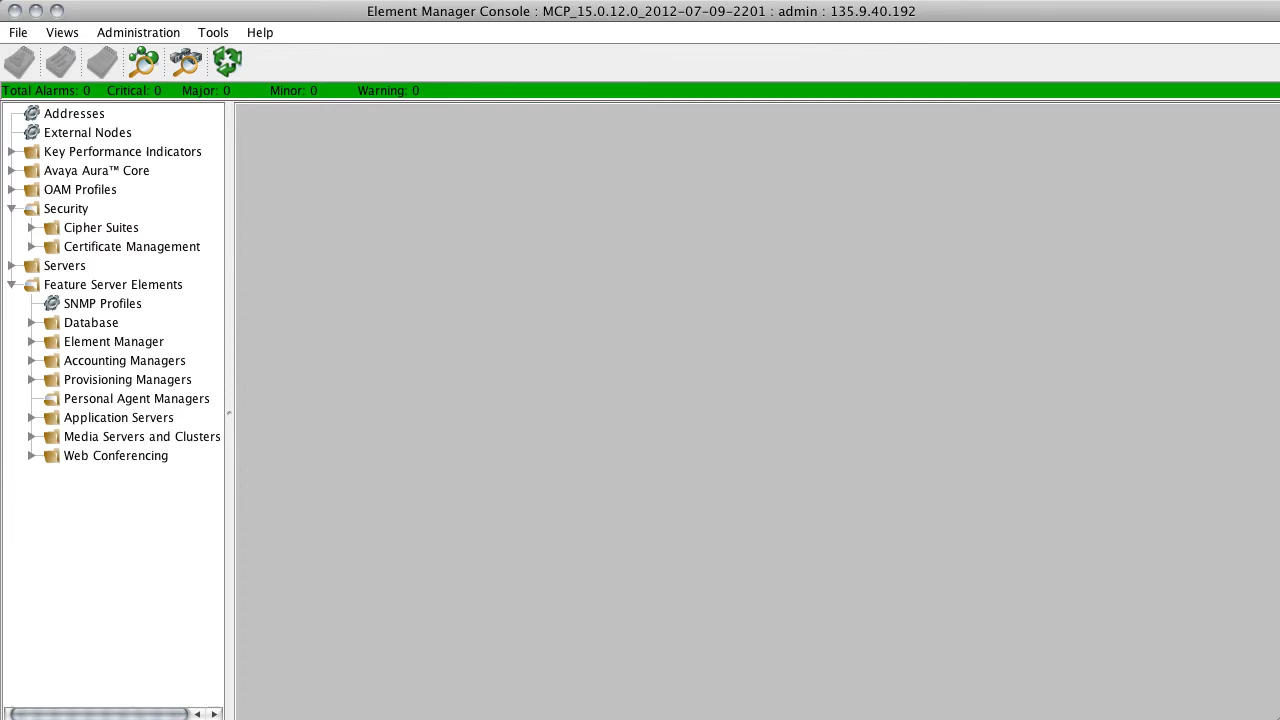 Element Manager Console : MCP_15.0.12.0_2012-07-09-2201 : admin : 135.9.40.192
File Views Administration Tools Help
Total Alarms: 0 Critical: 0 Major: 0 Minor: 0 Warning: 0
Addresses
External Nodes
Key Performance Indicators
Avaya Aura™ Core
OAM Profiles
Security
Cipher Suites
Certificate Management
Servers
Feature Server Elements
SNMP Profiles
Database
Element Manager
Accounting Managers
Provisioning Managers
Personal Agent Managers
Application Servers
Media Servers and Clusters
Web Conferencing